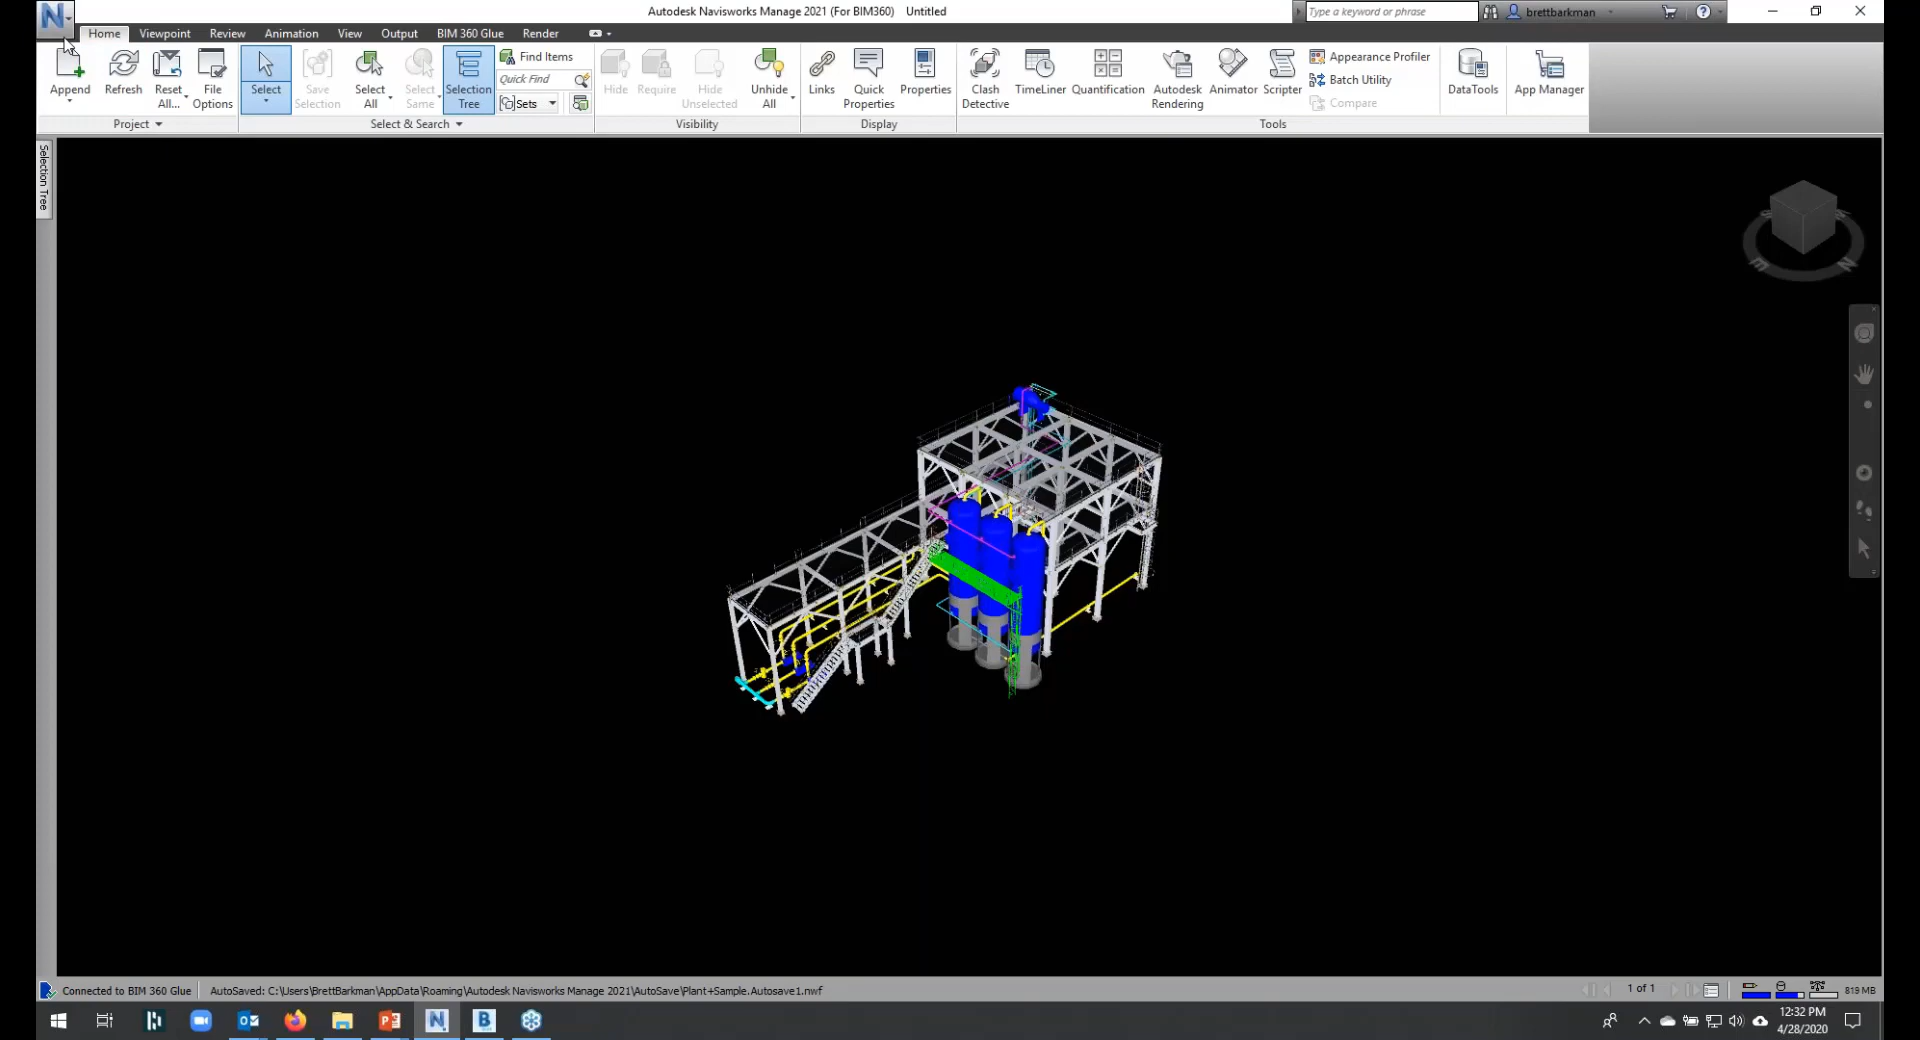 Autodesk Navisworks Manage 2021 (For BIM360) Untitled
Type a keyword or phrase
brettbarkman
Home Viewpoint Review Animation View Output BIM 360 Glue Render
Append
Refresh
Reset
All...
File
Options
Project
Select
Save
Selection
Select
All
Select
Same
Selection
Tree
Find Items
Quick Find
Sets
Select & Search
Hide
Require
Hide
Unselected
Unhide
All
Visibility
Links
Quick
Properties
Properties
Display
Clash
Detective
TimeLiner
Quantification
Autodesk
Rendering
Animator
Scripter
Appearance Profiler
Batch Utility
Compare
Tools
DataTools
App Manager
Selection Tree
Connected to BIM 360 Glue
AutoSaved: C:\Users\BrettBarkman\AppData\Roaming\Autodesk Navisworks Manage 2021\AutoSave\Plant+Sample.Autosave1.nwf
1 of 1
819 MB
12:32 PM
4/28/2020